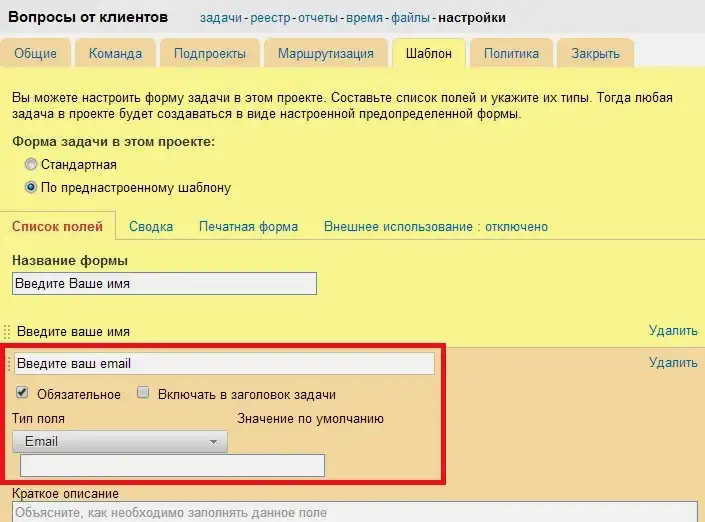 Вопросы от клиентов задачи - реестр - отчеты - время - файлы - настройки
Общие Команда Подпроекты Маршрутизация Шаблон Политика Закрыть
Вы можете настроить форму задачи в этом проекте. Составьте список полей и укажите их типы. Тогда любая
задача в проекте будет создаваться в виде настроенной предопределенной формы.
Форма задачи в этом проекте:
Стандартная
По преднастроенному шаблону
Список полей Сводка Печатная форма Внешнее использование : отключено
Название формы
Введите Ваше имя
Введите ваше имя Удалить
Введите ваш email Удалить
Обязательное Включать в заголовок задачи
Тип поля Значение по умолчанию
Email
Краткое описание
Объясните, как необходимо заполнять данное поле